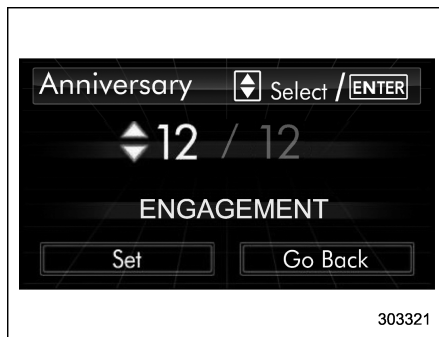 Anniversary Select / ENTER
12 / 12
ENGAGEMENT
Set Go Back
303321